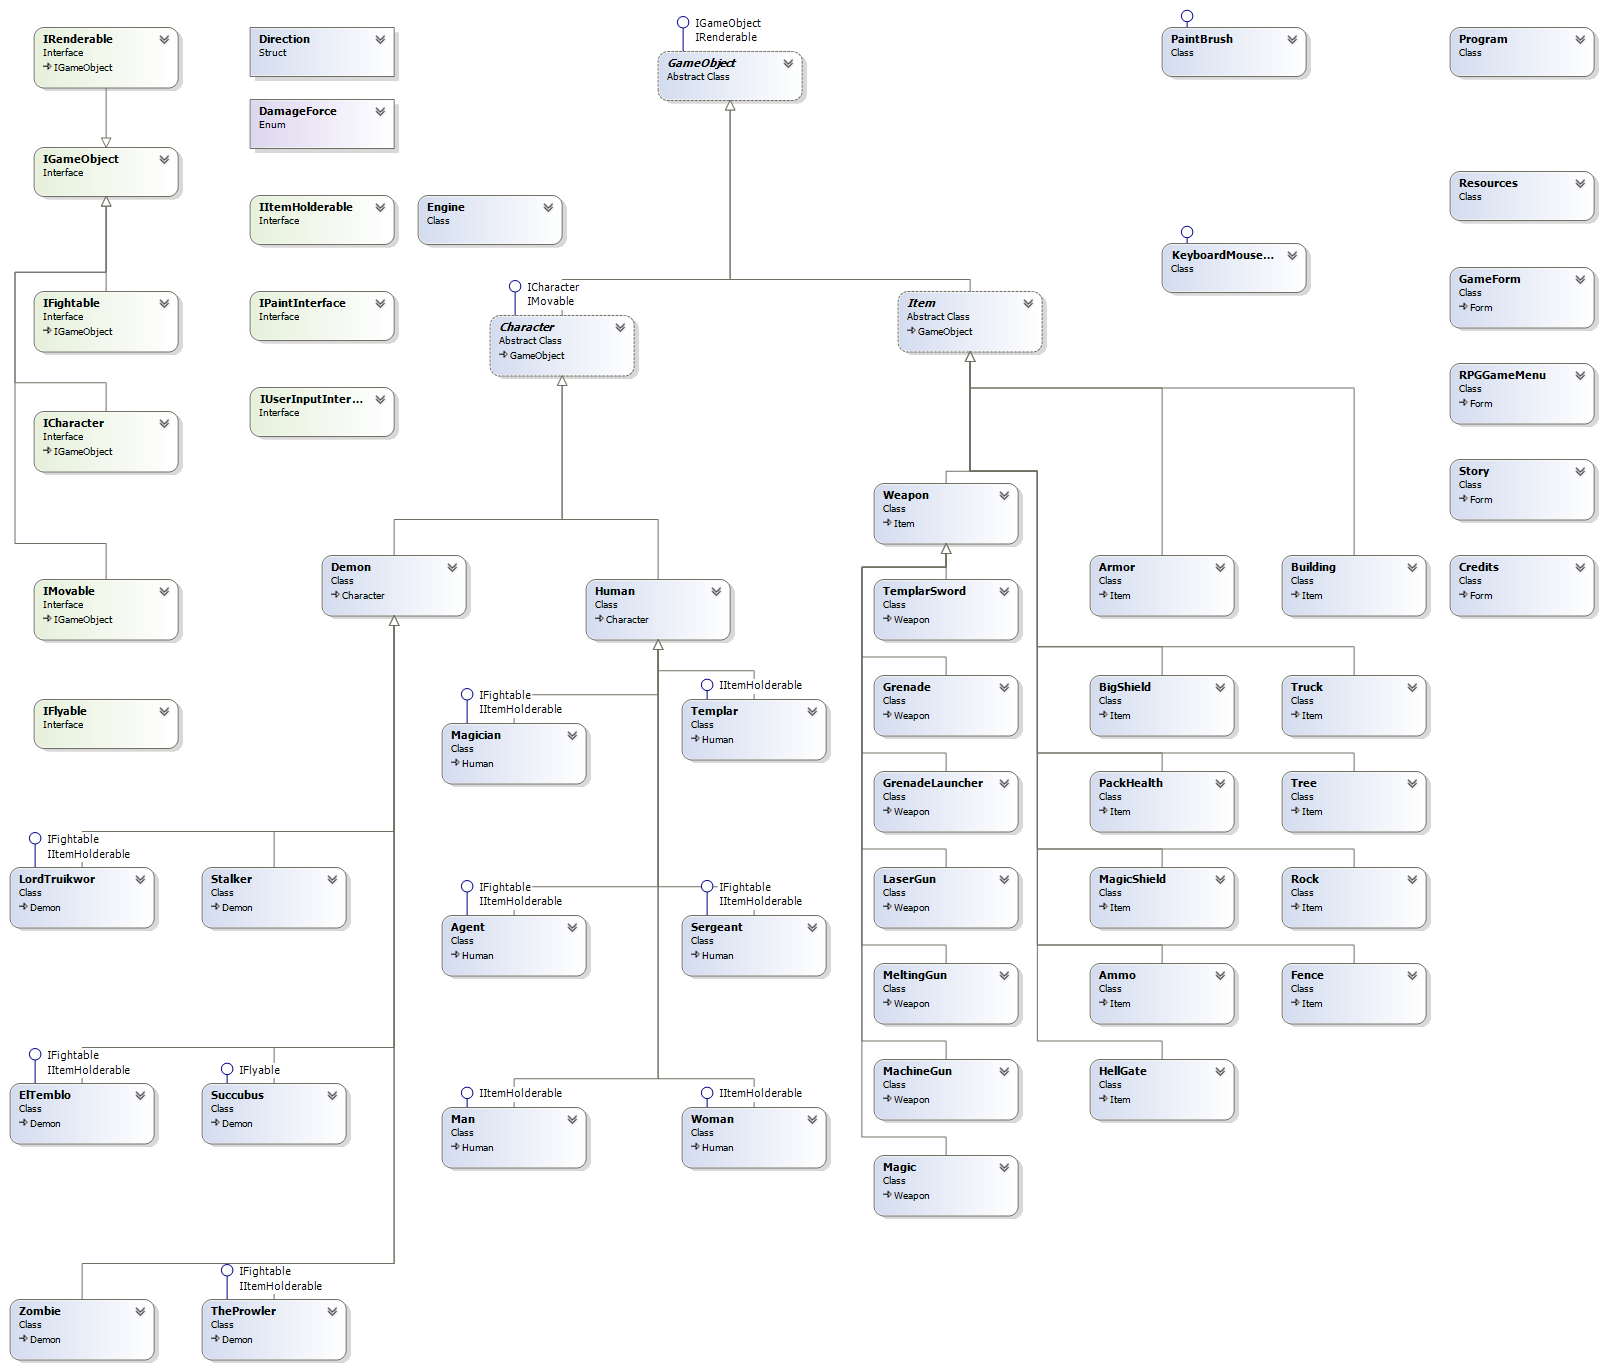 IGameObject
IRenderable
IRenderable
Interface
IGameObject
Direction
Struct
GameObject
Abstract Class
PaintBrush
Class
Program
Class
DamageForce
Enum
IGameObject
Interface
IItemHolderable
Interface
Engine
Class
Resources
Class
KeyboardMouse...
Class
GameForm
Class
Form
ICharacter
IMovable
IFightable
Interface
IGameObject
IPaintInterface
Interface
Character
Abstract Class
GameObject
Item
Abstract Class
GameObject
RPGGameMenu
Class
Form
IUserInputInter...
Interface
ICharacter
Interface
IGameObject
Story
Class
Form
Weapon
Class
Item
Demon
Class
Character
Armor
Class
Item
Building
Class
Item
Credits
Class
Form
IMovable
Interface
IGameObject
Human
Class
Character
TemplarSword
Class
Weapon
IFlyable
Interface
IFightable
IItemHolderable
Magician
Class
Human
IItemHolderable
Templar
Class
Human
Grenade
Class
Weapon
BigShield
Class
Item
Truck
Class
Item
GrenadeLauncher
Class
Weapon
PackHealth
Class
Item
Tree
Class
Item
IFightable
IItemHolderable
LordTruikwor
Class
Demon
Stalker
Class
Demon
IFightable
IItemHolderable
Agent
Class
Human
IFightable
IItemHolderable
Sergeant
Class
Human
LaserGun
Class
Weapon
MagicShield
Class
Item
Rock
Class
Item
MeltingGun
Class
Weapon
Ammo
Class
Item
Fence
Class
Item
IFightable
IItemHolderable
ElTemblo
Class
Demon
IFlyable
Succubus
Class
Demon
IItemHolderable
Man
Class
Human
IItemHolderable
Woman
Class
Human
MachineGun
Class
Weapon
HellGate
Class
Item
Magic
Class
Weapon
Zombie
Class
Demon
IFightable
IItemHolderable
TheProwler
Class
Demon